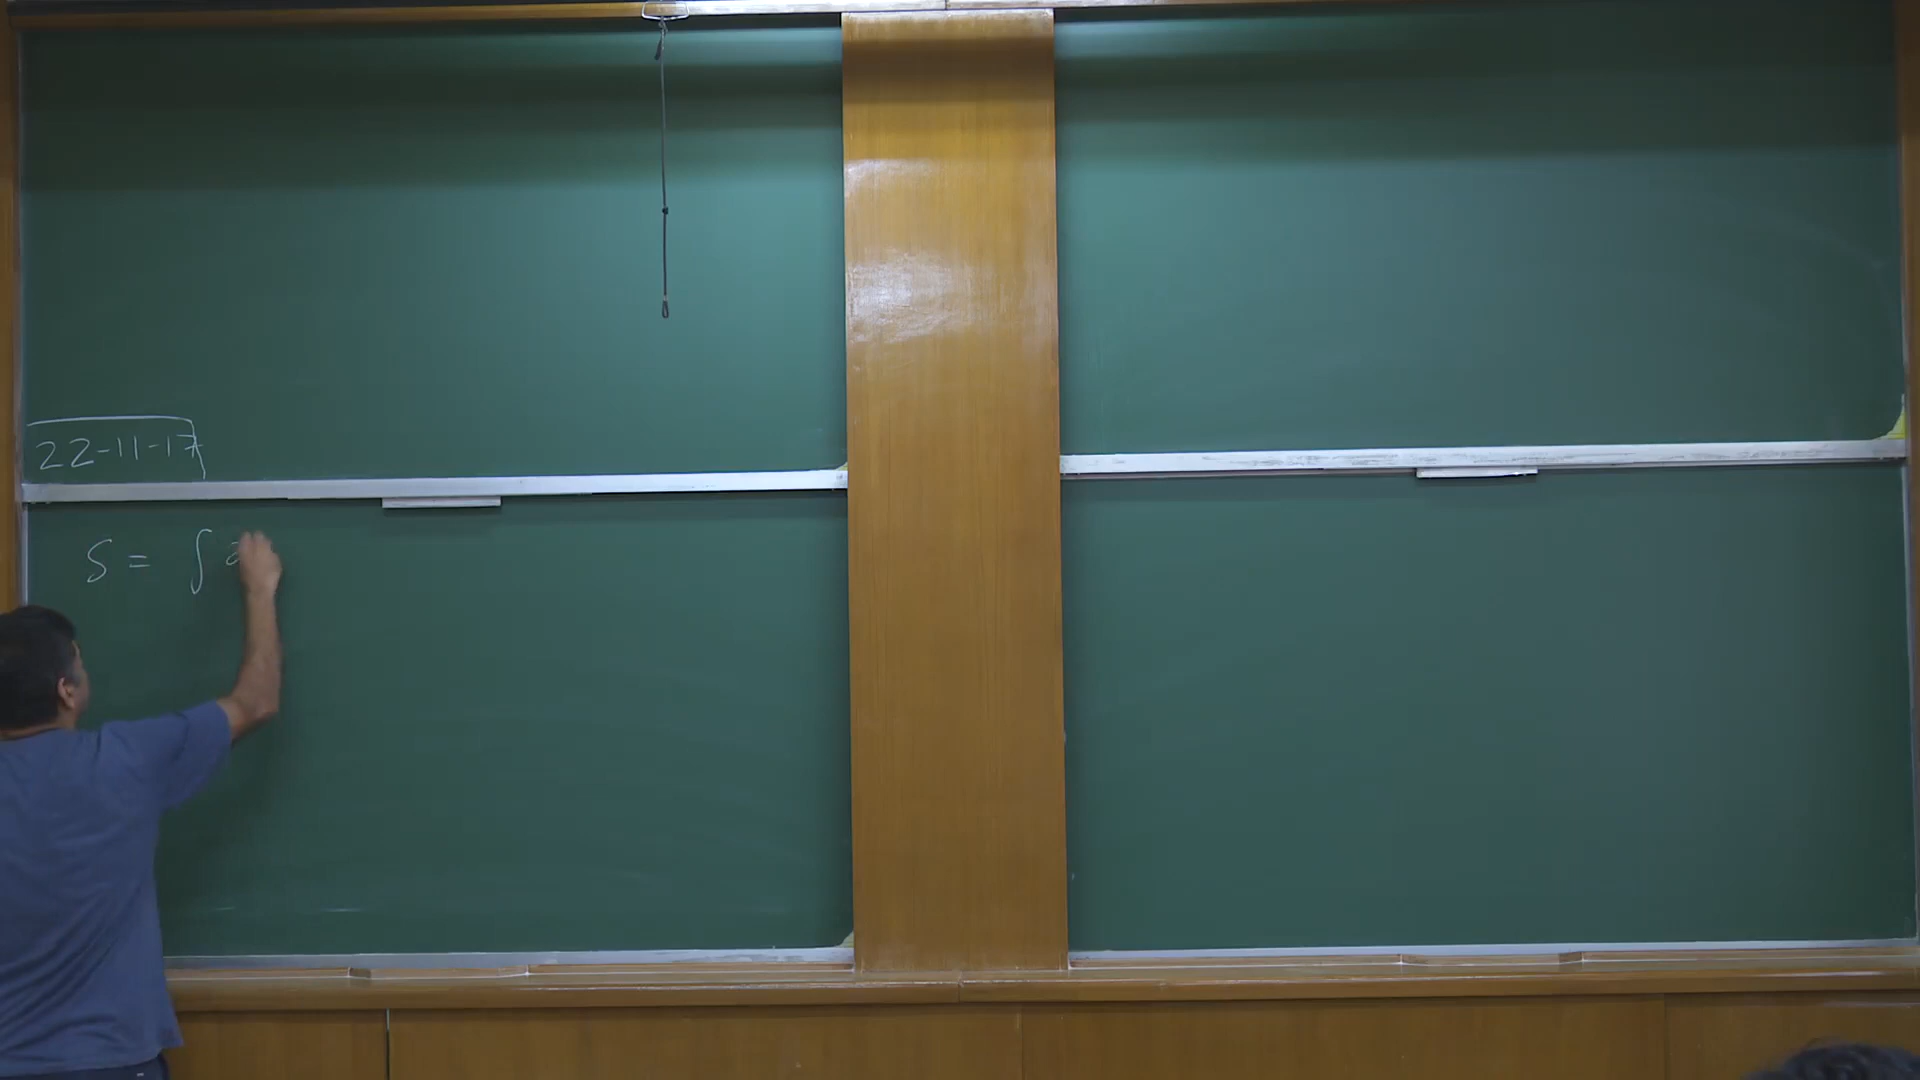 22-11-17
S = ∫